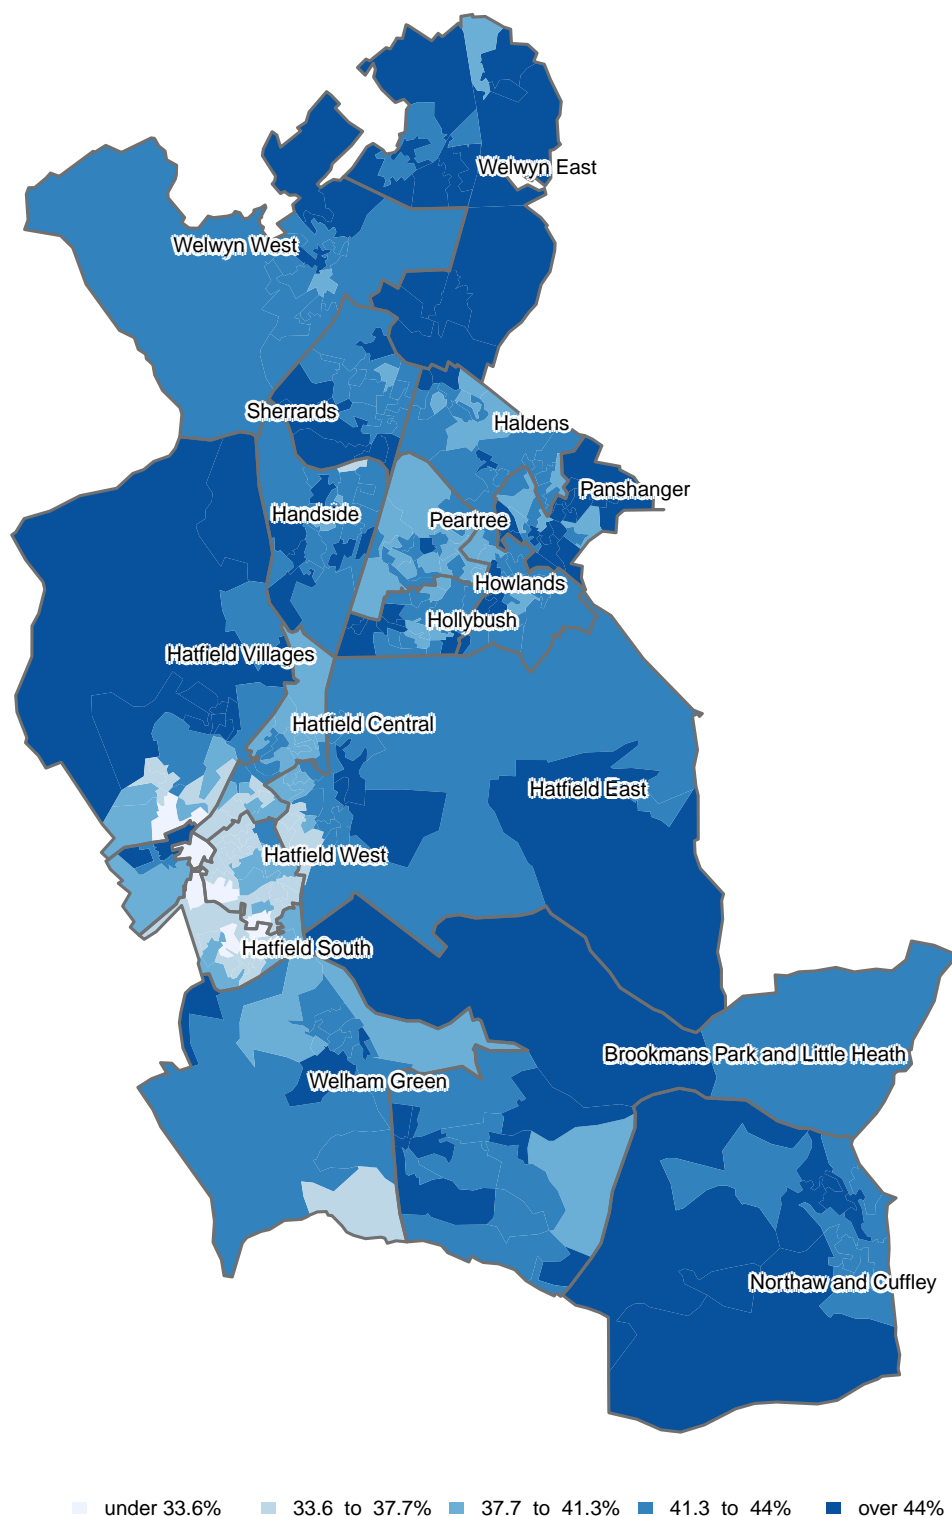 Welwyn East
Welwyn West
Sherrards
Haldens
Panshanger
Handside
Peartree
Howlands
Hollybush
Hatfield Villages
Hatfield Central
Hatfield East
Hatfield West
Hatfield South
Brookmans Park and Little Heath
Welham Green
Northaw and Cuffley
under 33.6% 33.6 to 37.7% 37.7 to 41.3% 41.3 to 44% over 44%